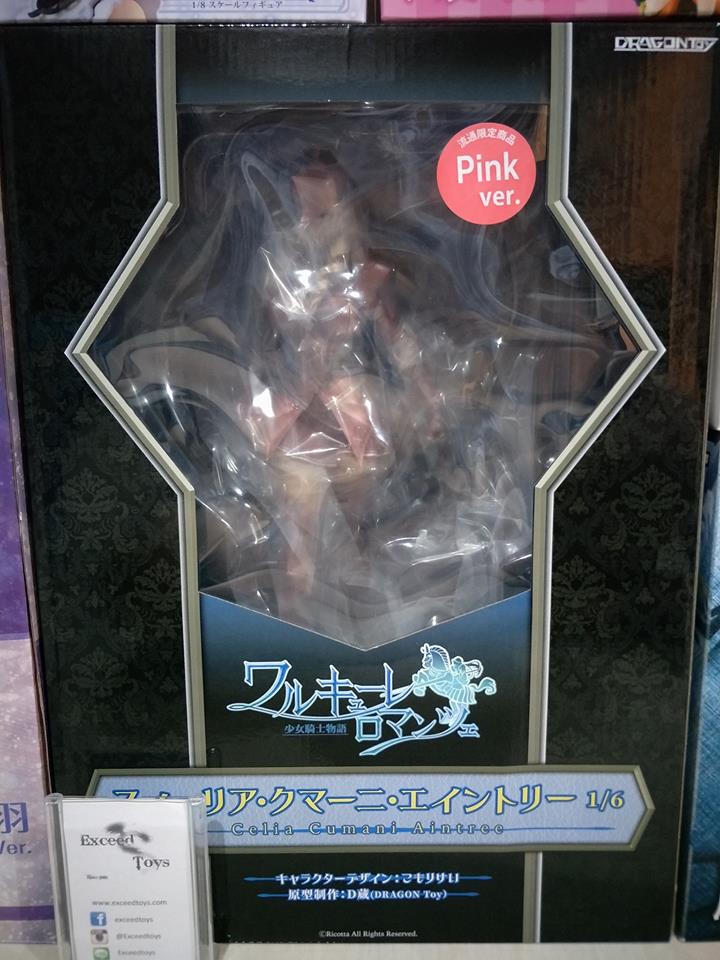 1/8 スケールフィギュア
DRAGON Toy
流通限定商品
Pink
ver.
ワルキューレ
ロマンツェ
少女騎士物語
リア・クマーニ・エイントリー 1/6
Celia Cumani Aintree
キャラクターデザイン:こもりけい
原型制作:D蔵(DRAGON Toy)
©Ricotta All Rights Reserved.
羽
Ver.
Exceed
Toys
www.exceedtoys.com
exceedtoys
@Exceedtoys
Exceedtoys